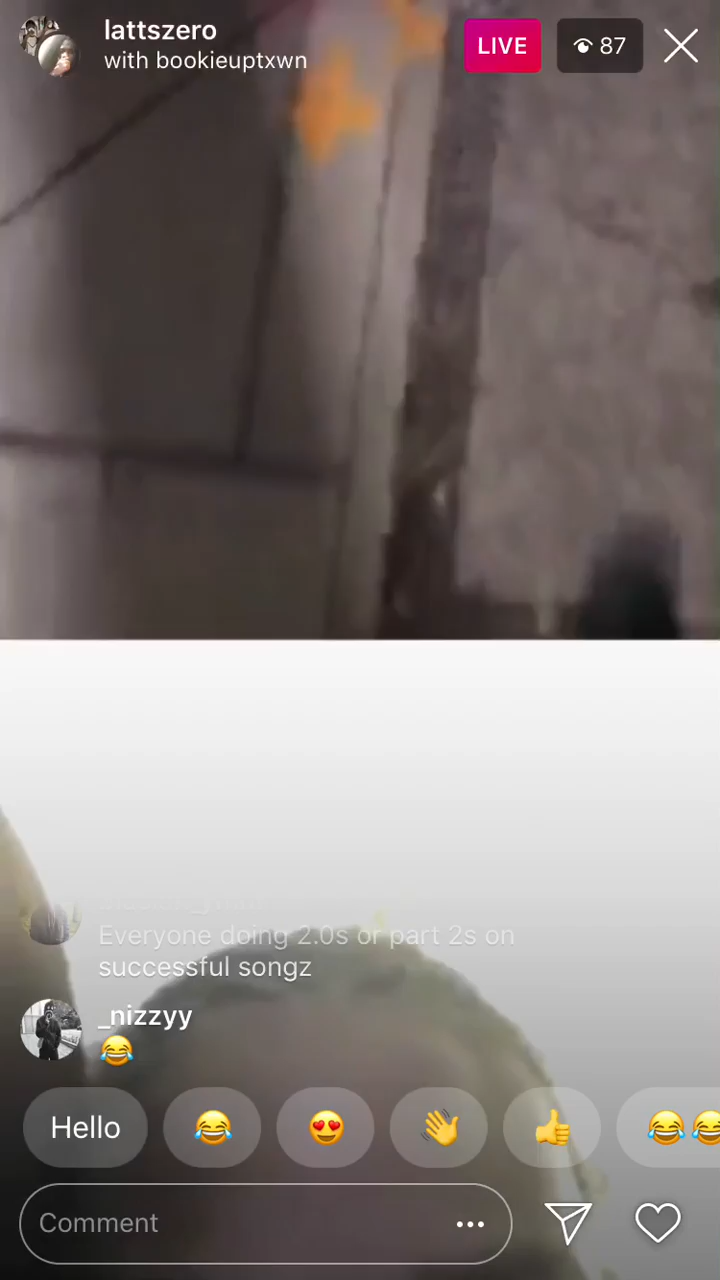 lattszero
with bookieuptxwn
LIVE
87
Everyone doing 2.0s or part 2s on
successful songz
_nizzyy
😂
Hello
😂 😍 👋 👍 😂😂
Comment